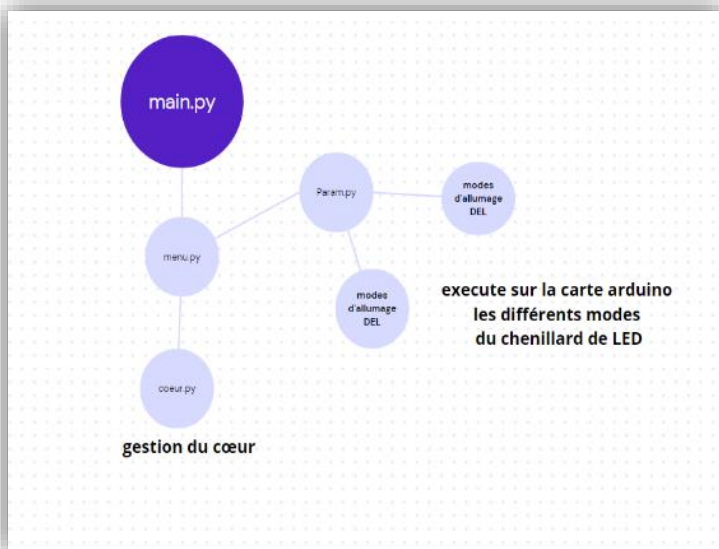 main.py
Param.py
modes
d'allumage
DEL
menu.py
modes
d'allumage
DEL
execute sur la carte arduino
les différents modes
du chenillard de LED
coeur.py
gestion du cœur